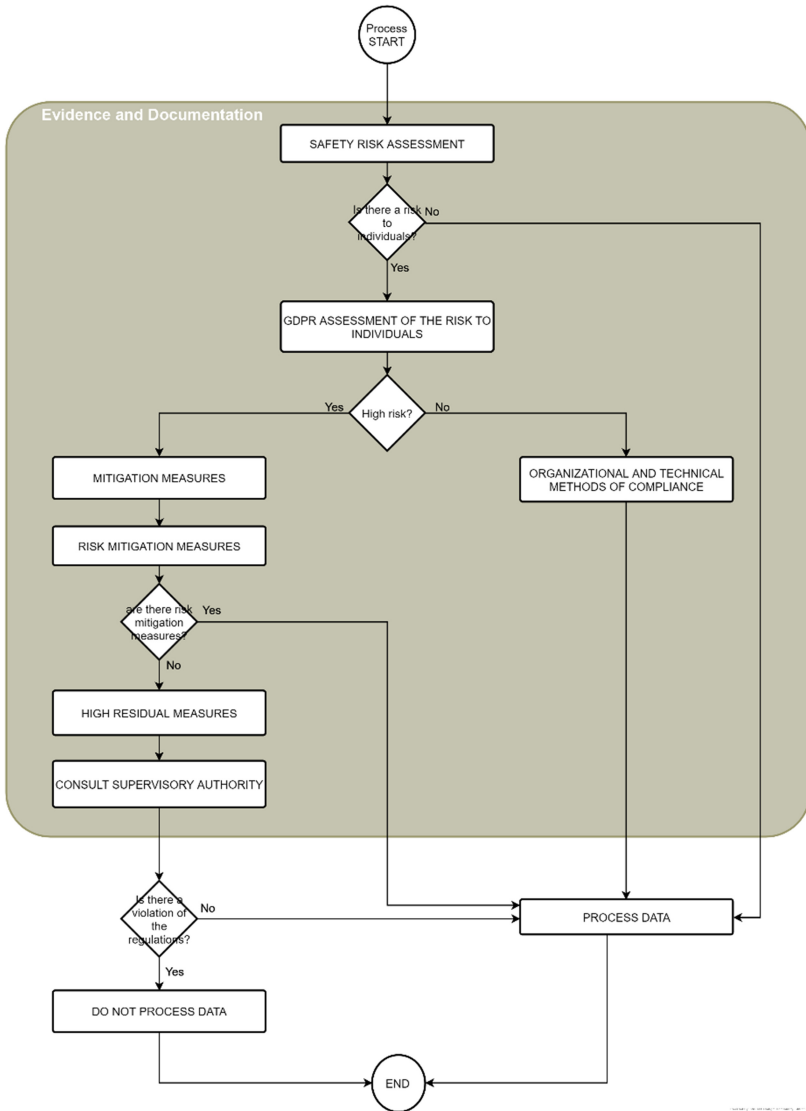 Process
START
Evidence and Documentation
SAFETY RISK ASSESSMENT
Is there a risk
to
individuals?
No
Yes
GDPR ASSESSMENT OF THE RISK TO
INDIVIDUALS
Yes
High risk?
No
MITIGATION MEASURES
ORGANIZATIONAL AND TECHNICAL
METHODS OF COMPLIANCE
RISK MITIGATION MEASURES
are there risk
mitigation
measures?
Yes
No
HIGH RESIDUAL MEASURES
CONSULT SUPERVISORY AUTHORITY
Is there a
violation of
the
regulations?
No
PROCESS DATA
Yes
DO NOT PROCESS DATA
END